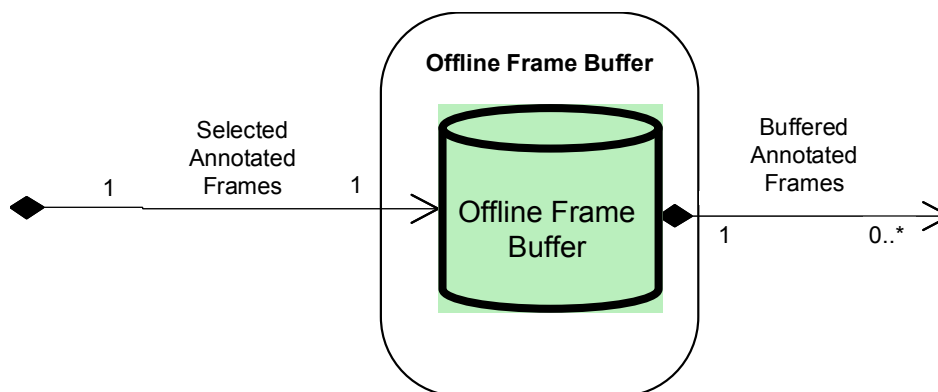 Offline Frame Buffer
Selected
Annotated
Frames
1
1
Offline Frame
Buffer
Buffered
Annotated
Frames
1
0..*